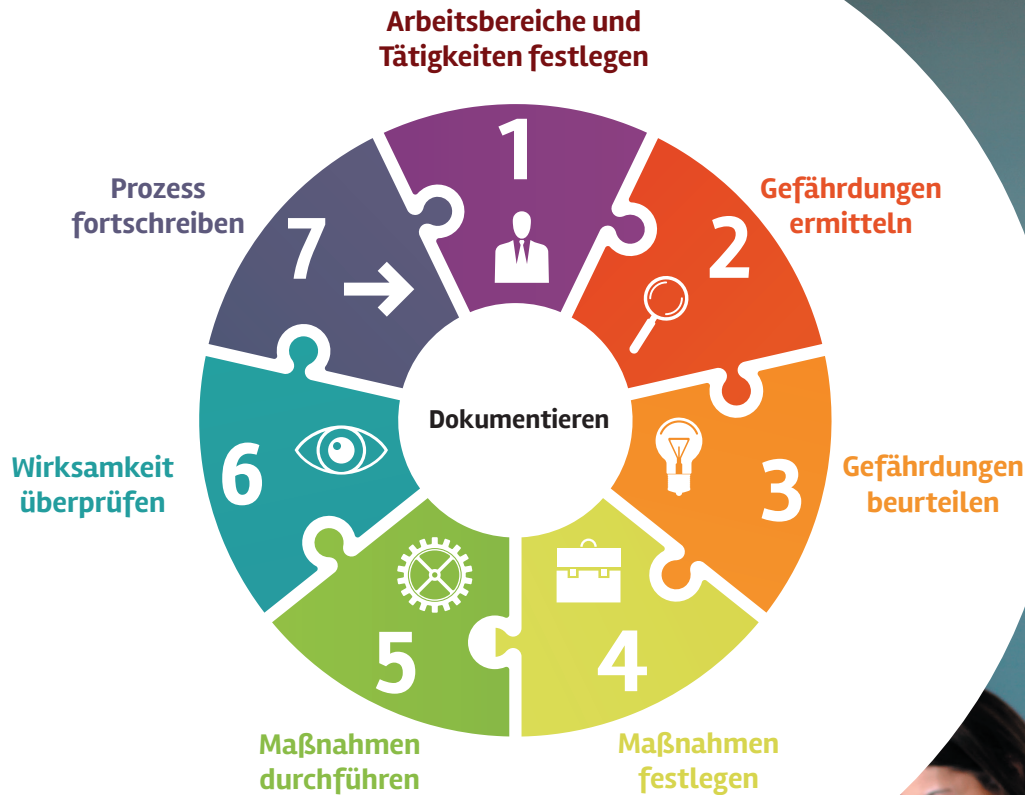 Arbeitsbereiche und
Tätigkeiten festlegen
1
Gefährdungen
ermitteln
2
Gefährdungen
beurteilen
3
Maßnahmen
festlegen
4
Maßnahmen
durchführen
5
Wirksamkeit
überprüfen
6
Prozess
fortschreiben
7
Dokumentieren